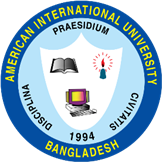 AMERICAN INTERNATIONAL UNIVERSITY
PRAESIDIUM
DISCIPLINA
CIVITATIS
1994
BANGLADESH